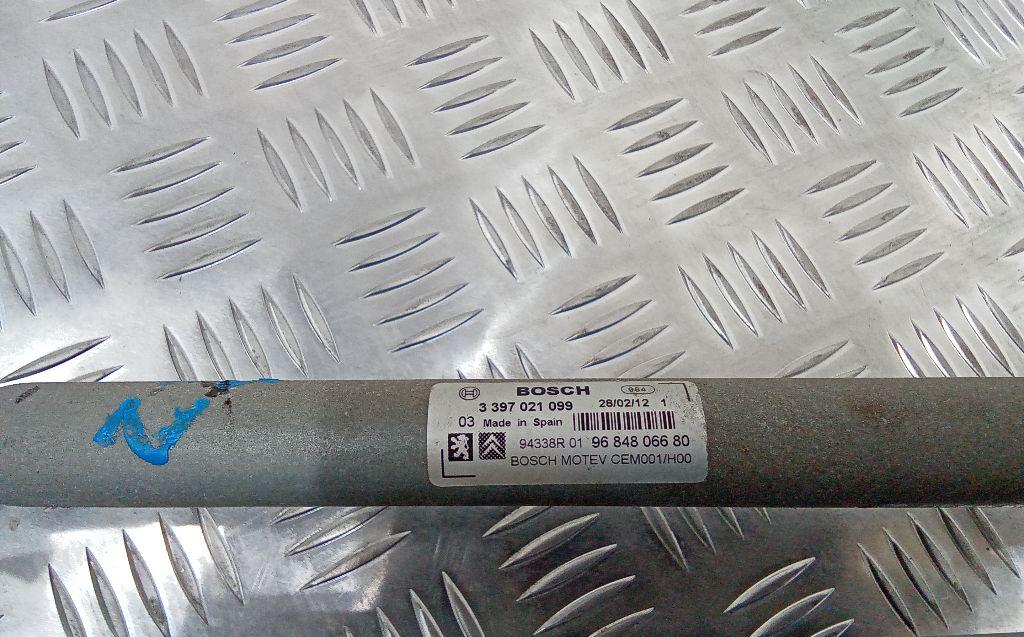 BOSCH 984
3 397 021 099 28/02/12 1
03 Made in Spain
94338R 01 96 848 066 80
BOSCH MOTEV CEM001/H00